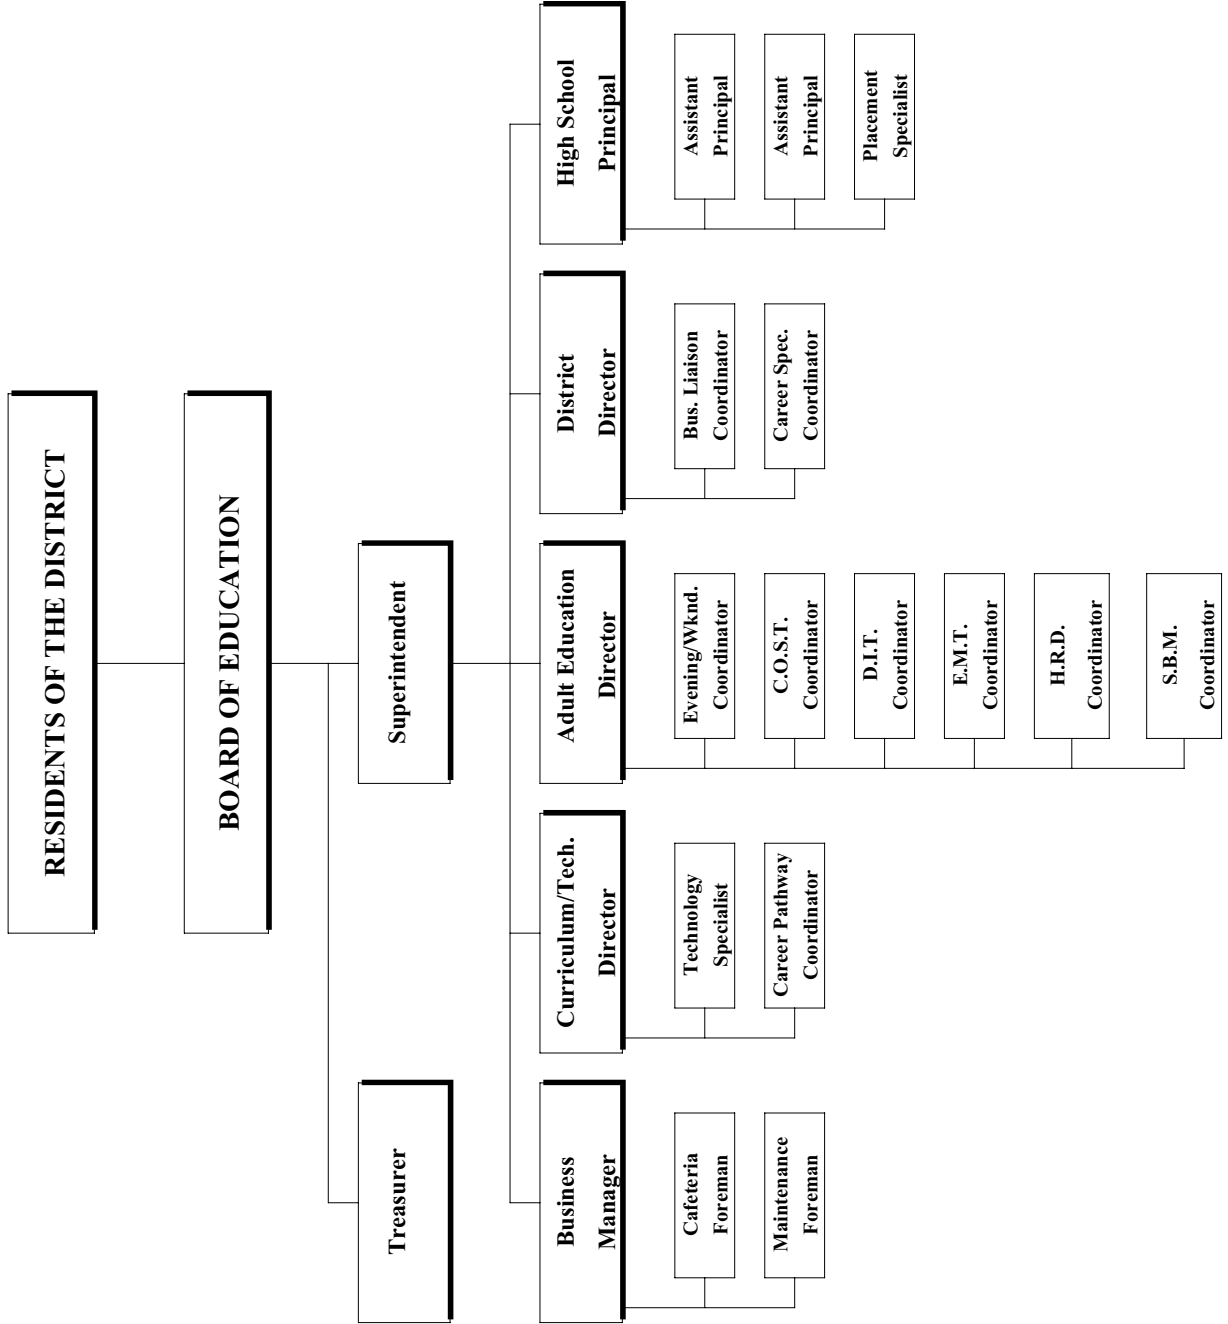 RESIDENTS OF THE DISTRICT
BOARD OF EDUCATION
Treasurer
Superintendent
Business
Manager
Curriculum/Tech.
Director
Adult Education
Director
District
Director
High School
Principal
Cafeteria
Foreman
Maintenance
Foreman
Technology
Specialist
Career Pathway
Coordinator
Evening/Wknd.
Coordinator
C.O.S.T.
Coordinator
D.I.T.
Coordinator
E.M.T.
Coordinator
H.R.D.
Coordinator
S.B.M.
Coordinator
Bus. Liaison
Coordinator
Career Spec.
Coordinator
Assistant
Principal
Assistant
Principal
Placement
Specialist